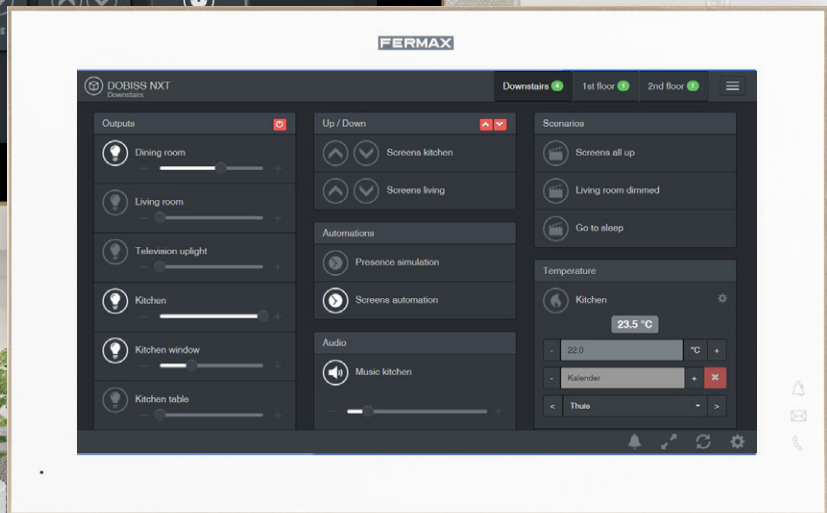 FERMAX
DOBISS NXT
Downstairs
Downstairs 4
1st floor 1
2nd floor 1
Outputs
Dining room
- +
Living room
- +
Television uplight
- +
Kitchen
- +
Kitchen window
- +
Kitchen table
- +
Up / Down
Screens kitchen
Screens living
Automations
Presence simulation
Screens automation
Audio
Music kitchen
- +
Scenarios
Screens all up
Living room dimmed
Go to sleep
Temperature
Kitchen
23.5 °C
- 22.0 °C +
- Kalender +
< Thuis >